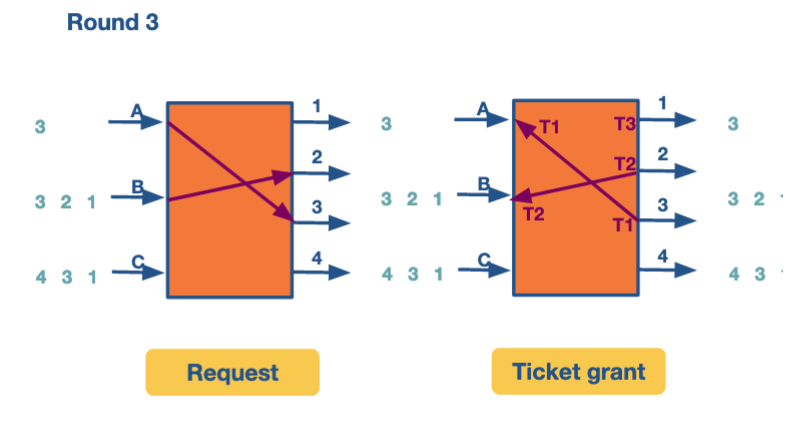 Round 3
3 A 1
2
3 2 1 B 3
4 3 1 C 4
Request
3 A T1 T3 1
T2 2
3 2 1 B T2 3
T1
4 3 1 C 4
Ticket grant
3
3 2
4 3